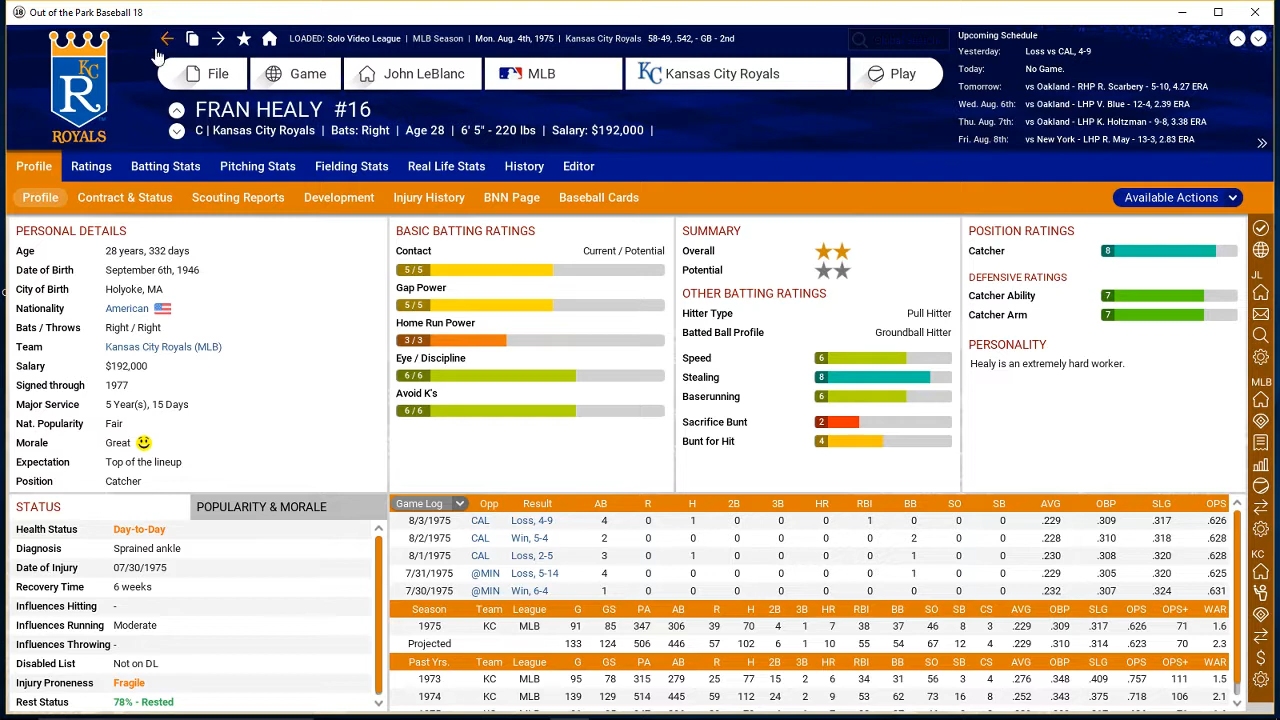 18 Out of the Park Baseball 18
LOADED: Solo Video League | MLB Season | Mon. Aug. 4th, 1975 | Kansas City Royals 58-49, .542, - GB - 2nd
File Game John LeBlanc MLB KC Kansas City Royals Play
KC R ROYALS
FRAN HEALY #16
C | Kansas City Royals | Bats: Right | Age 28 | 6' 5" - 220 lbs | Salary: $192,000 |
Upcoming Schedule
Yesterday: Loss vs CAL, 4-9
Today: No Game.
Tomorrow: vs Oakland - RHP R. Scarbery - 5-10, 4.27 ERA
Wed. Aug. 6th: vs Oakland - LHP V. Blue - 12-4, 2.39 ERA
Thu. Aug. 7th: vs Oakland - LHP K. Holtzman - 9-8, 3.38 ERA
Fri. Aug. 8th: vs New York - LHP R. May - 13-3, 2.83 ERA
Profile Ratings Batting Stats Pitching Stats Fielding Stats Real Life Stats History Editor
Profile Contract & Status Scouting Reports Development Injury History BNN Page Baseball Cards Available Actions
PERSONAL DETAILS
Age 28 years, 332 days
Date of Birth September 6th, 1946
City of Birth Holyoke, MA
Nationality American
Bats / Throws Right / Right
Team Kansas City Royals (MLB)
Salary $192,000
Signed through 1977
Major Service 5 Year(s), 15 Days
Nat. Popularity Fair
Morale Great
Expectation Top of the lineup
Position Catcher
BASIC BATTING RATINGS
Contact Current / Potential
5 / 5
Gap Power
5 / 5
Home Run Power
3 / 3
Eye / Discipline
6 / 6
Avoid K's
6 / 6
SUMMARY
Overall
Potential
OTHER BATTING RATINGS
Hitter Type Pull Hitter
Batted Ball Profile Groundball Hitter
Speed 6
Stealing 8
Baserunning 6
Sacrifice Bunt 2
Bunt for Hit 4
POSITION RATINGS
Catcher 8
DEFENSIVE RATINGS
Catcher Ability 7
Catcher Arm 7
PERSONALITY
Healy is an extremely hard worker.
JL
MLB
KC
STATUS POPULARITY & MORALE
Health Status Day-to-Day
Diagnosis Sprained ankle
Date of Injury 07/30/1975
Recovery Time 6 weeks
Influences Hitting -
Influences Running Moderate
Influences Throwing -
Disabled List Not on DL
Injury Proneness Fragile
Rest Status 78% - Rested
Game Log Opp Result AB R H 2B 3B HR RBI BB SO SB AVG OBP SLG OPS
8/3/1975 CAL Loss, 4-9 4 0 1 0 0 0 1 0 0 0 .229 .309 .317 .626
8/2/1975 CAL Win, 5-4 2 0 0 0 0 0 0 2 0 0 .228 .310 .318 .628
8/1/1975 CAL Loss, 2-5 3 0 1 0 0 0 0 1 0 0 .230 .308 .320 .628
7/31/1975 @MIN Loss, 5-14 4 0 0 0 0 0 0 1 0 0 .229 .305 .320 .625
7/30/1975 @MIN Win, 6-4 1 0 0 0 0 0 0 0 0 0 .232 .307 .324 .631
Season Team League G GS PA AB R H 2B 3B HR RBI BB SO SB CS AVG OBP SLG OPS OPS+ WAR
1975 KC MLB 91 85 347 306 39 70 4 1 7 38 37 46 8 3 .229 .309 .317 .626 71 1.6
Projected 133 124 506 446 57 102 6 1 10 55 54 67 12 4 .229 .310 .314 .623 70 2.3
Past Yrs. Team League G GS PA AB R H 2B 3B HR RBI BB SO SB CS AVG OBP SLG OPS OPS+ WAR
1973 KC MLB 95 78 315 279 25 77 15 2 6 34 31 56 3 4 .276 .348 .409 .757 111 1.5
1974 KC MLB 139 129 514 445 59 112 24 2 9 53 62 73 16 8 .252 .343 .375 .718 106 2.1